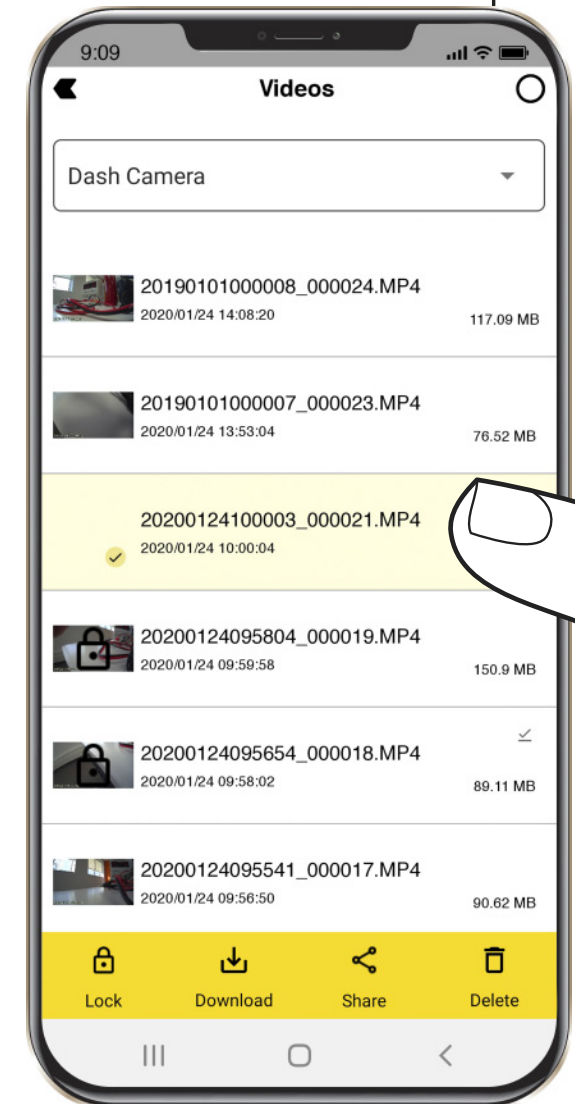 9:09
Videos
Dash Camera
20190101000008_000024.MP4
2020/01/24 14:08:20
117.09 MB
20190101000007_000023.MP4
2020/01/24 13:53:04
76.52 MB
20200124100003_000021.MP4
2020/01/24 10:00:04
20200124095804_000019.MP4
2020/01/24 09:59:58
150.9 MB
20200124095654_000018.MP4
2020/01/24 09:58:02
89.11 MB
20200124095541_000017.MP4
2020/01/24 09:56:50
90.62 MB
Lock Download Share Delete